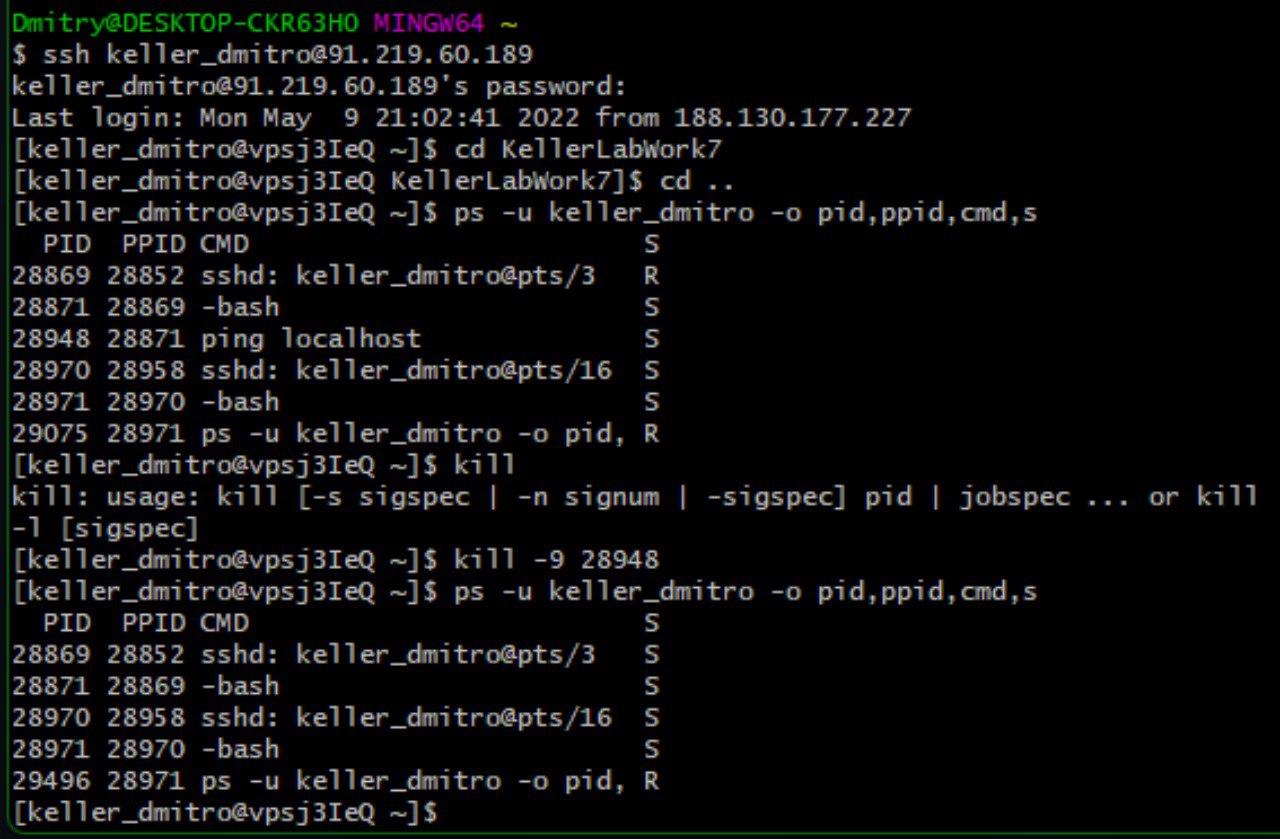 Dmitry@DESKTOP-CKR63HO MINGW64 ~
$ ssh keller_dmitro@91.219.60.189
keller_dmitro@91.219.60.189's password:
Last login: Mon May  9 21:02:41 2022 from 188.130.177.227
[keller_dmitro@vpsj3IeQ ~]$ cd KellerLabWork7
[keller_dmitro@vpsj3IeQ KellerLabWork7]$ cd ..
[keller_dmitro@vpsj3IeQ ~]$ ps -u keller_dmitro -o pid,ppid,cmd,s
  PID  PPID CMD                         S
28869 28852 sshd: keller_dmitro@pts/3   R
28871 28869 -bash                       S
28948 28871 ping localhost              S
28970 28958 sshd: keller_dmitro@pts/16  S
28971 28970 -bash                       S
29075 28971 ps -u keller_dmitro -o pid, R
[keller_dmitro@vpsj3IeQ ~]$ kill
kill: usage: kill [-s sigspec | -n signum | -sigspec] pid | jobspec ... or kill
-l [sigspec]
[keller_dmitro@vpsj3IeQ ~]$ kill -9 28948
[keller_dmitro@vpsj3IeQ ~]$ ps -u keller_dmitro -o pid,ppid,cmd,s
  PID  PPID CMD                         S
28869 28852 sshd: keller_dmitro@pts/3   S
28871 28869 -bash                       S
28970 28958 sshd: keller_dmitro@pts/16  S
28971 28970 -bash                       S
29496 28971 ps -u keller_dmitro -o pid, R
[keller_dmitro@vpsj3IeQ ~]$